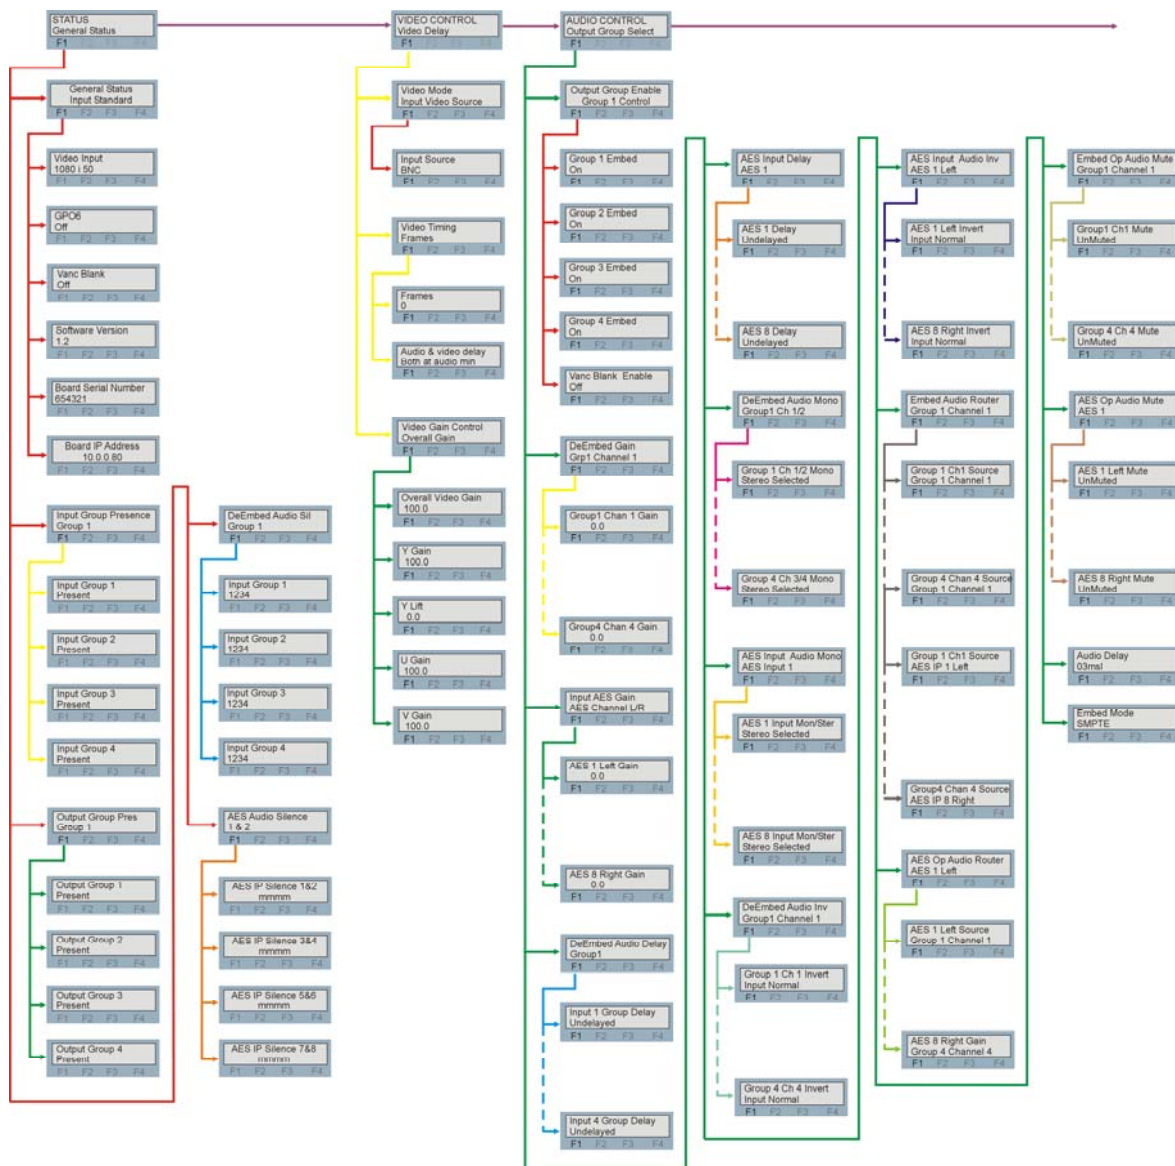 STATUS
General Status
F1 F2 F3 F4
General Status
Input Standard
F1 F2 F3 F4
Video Input
1080 i 50
F1 F2 F3 F4
GPO6
Off
F1 F2 F3 F4
Vanc Blank
Off
F1 F2 F3 F4
Software Version
1.2
F1 F2 F3 F4
Board Serial Number
654321
F1 F2 F3 F4
Board IP Address
10.0.0.80
F1 F2 F3 F4
Input Group Presence
Group 1
F1 F2 F3 F4
Input Group 1
Present
F1 F2 F3 F4
Input Group 2
Present
F1 F2 F3 F4
Input Group 3
Present
F1 F2 F3 F4
Input Group 4
Present
F1 F2 F3 F4
Output Group Pres
Group 1
F1 F2 F3 F4
Output Group 1
Present
F1 F2 F3 F4
Output Group 2
Present
F1 F2 F3 F4
Output Group 3
Present
F1 F2 F3 F4
Output Group 4
Present
F1 F2 F3 F4
DeEmbed Audio Sil
Group 1
F1 F2 F3 F4
Input Group 1
1234
F1 F2 F3 F4
Input Group 2
1234
F1 F2 F3 F4
Input Group 3
1234
F1 F2 F3 F4
Input Group 4
1234
F1 F2 F3 F4
AES Audio Silence
1 & 2
F1 F2 F3 F4
AES IP Silence 1&2
mmmm
F1 F2 F3 F4
AES IP Silence 3&4
mmmm
F1 F2 F3 F4
AES IP Silence 5&6
mmmm
F1 F2 F3 F4
AES IP Silence 7&8
mmmm
F1 F2 F3 F4
VIDEO CONTROL
Video Delay
F1 F2 F3 F4
Video Mode
Input Video Source
F1 F2 F3 F4
Input Source
BNC
F1 F2 F3 F4
Video Timing
Frames
F1 F2 F3 F4
Frames
0
F1 F2 F3 F4
Audio & video delay
Both at audio min
F1 F2 F3 F4
Video Gain Control
Overall Gain
F1 F2 F3 F4
Overall Video Gain
100.0
F1 F2 F3 F4
Y Gain
100.0
F1 F2 F3 F4
Y Lift
0.0
F1 F2 F3 F4
U Gain
100.0
F1 F2 F3 F4
V Gain
100.0
F1 F2 F3 F4
AUDIO CONTROL
Output Group Select
F1 F2 F3 F4
Output Group Enable
Group 1 Control
F1 F2 F3 F4
Group 1 Embed
On
F1 F2 F3 F4
Group 2 Embed
On
F1 F2 F3 F4
Group 3 Embed
On
F1 F2 F3 F4
Group 4 Embed
On
F1 F2 F3 F4
Vanc Blank Enable
Off
F1 F2 F3 F4
DeEmbed Gain
Grp1 Channel 1
F1 F2 F3 F4
Group1 Chan 1 Gain
0.0
F1 F2 F3 F4
Group4 Chan 4 Gain
0.0
F1 F2 F3 F4
Input AES Gain
AES Channel L/R
F1 F2 F3 F4
AES 1 Left Gain
0.0
F1 F2 F3 F4
AES 8 Right Gain
0.0
F1 F2 F3 F4
DeEmbed Audio Delay
Group1
F1 F2 F3 F4
Input 1 Group Delay
Undelayed
F1 F2 F3 F4
Input 4 Group Delay
Undelayed
F1 F2 F3 F4
AES Input Delay
AES 1
F1 F2 F3 F4
AES 1 Delay
Undelayed
F1 F2 F3 F4
AES 8 Delay
Undelayed
F1 F2 F3 F4
DeEmbed Audio Mono
Group1 Ch 1/2
F1 F2 F3 F4
Group 1 Ch 1/2 Mono
Stereo Selected
F1 F2 F3 F4
Group 4 Ch 3/4 Mono
Stereo Selected
F1 F2 F3 F4
AES Input Audio Mono
AES Input 1
F1 F2 F3 F4
AES 1 Input Mon/Ster
Stereo Selected
F1 F2 F3 F4
AES 8 Input Mon/Ster
Stereo Selected
F1 F2 F3 F4
DeEmbed Audio Inv
Group1 Channel 1
F1 F2 F3 F4
Group 1 Ch 1 Invert
Input Normal
F1 F2 F3 F4
Group 4 Ch 4 Invert
Input Normal
F1 F2 F3 F4
AES Input Audio Inv
AES 1 Left
F1 F2 F3 F4
AES 1 Left Invert
Input Normal
F1 F2 F3 F4
AES 8 Right Invert
Input Normal
F1 F2 F3 F4
Embed Audio Router
Group 1 Channel 1
F1 F2 F3 F4
Group 1 Ch1 Source
Group 1 Channel 1
F1 F2 F3 F4
Group 4 Chan 4 Source
Group 1 Channel 1
F1 F2 F3 F4
Group 1 Ch1 Source
AES IP 1 Left
F1 F2 F3 F4
Group4 Chan 4 Source
AES IP 8 Right
F1 F2 F3 F4
AES Op Audio Router
AES 1 Left
F1 F2 F3 F4
AES 1 Left Source
Group 1 Channel 1
F1 F2 F3 F4
AES 8 Right Gain
Group 4 Channel 4
F1 F2 F3 F4
Embed Op Audio Mute
Group1 Channel 1
F1 F2 F3 F4
Group1 Ch1 Mute
UnMuted
F1 F2 F3 F4
Group 4 Ch 4 Mute
UnMuted
F1 F2 F3 F4
AES Op Audio Mute
AES 1
F1 F2 F3 F4
AES 1 Left Mute
UnMuted
F1 F2 F3 F4
AES 8 Right Mute
UnMuted
F1 F2 F3 F4
Audio Delay
03msl
F1 F2 F3 F4
Embed Mode
SMPTE
F1 F2 F3 F4